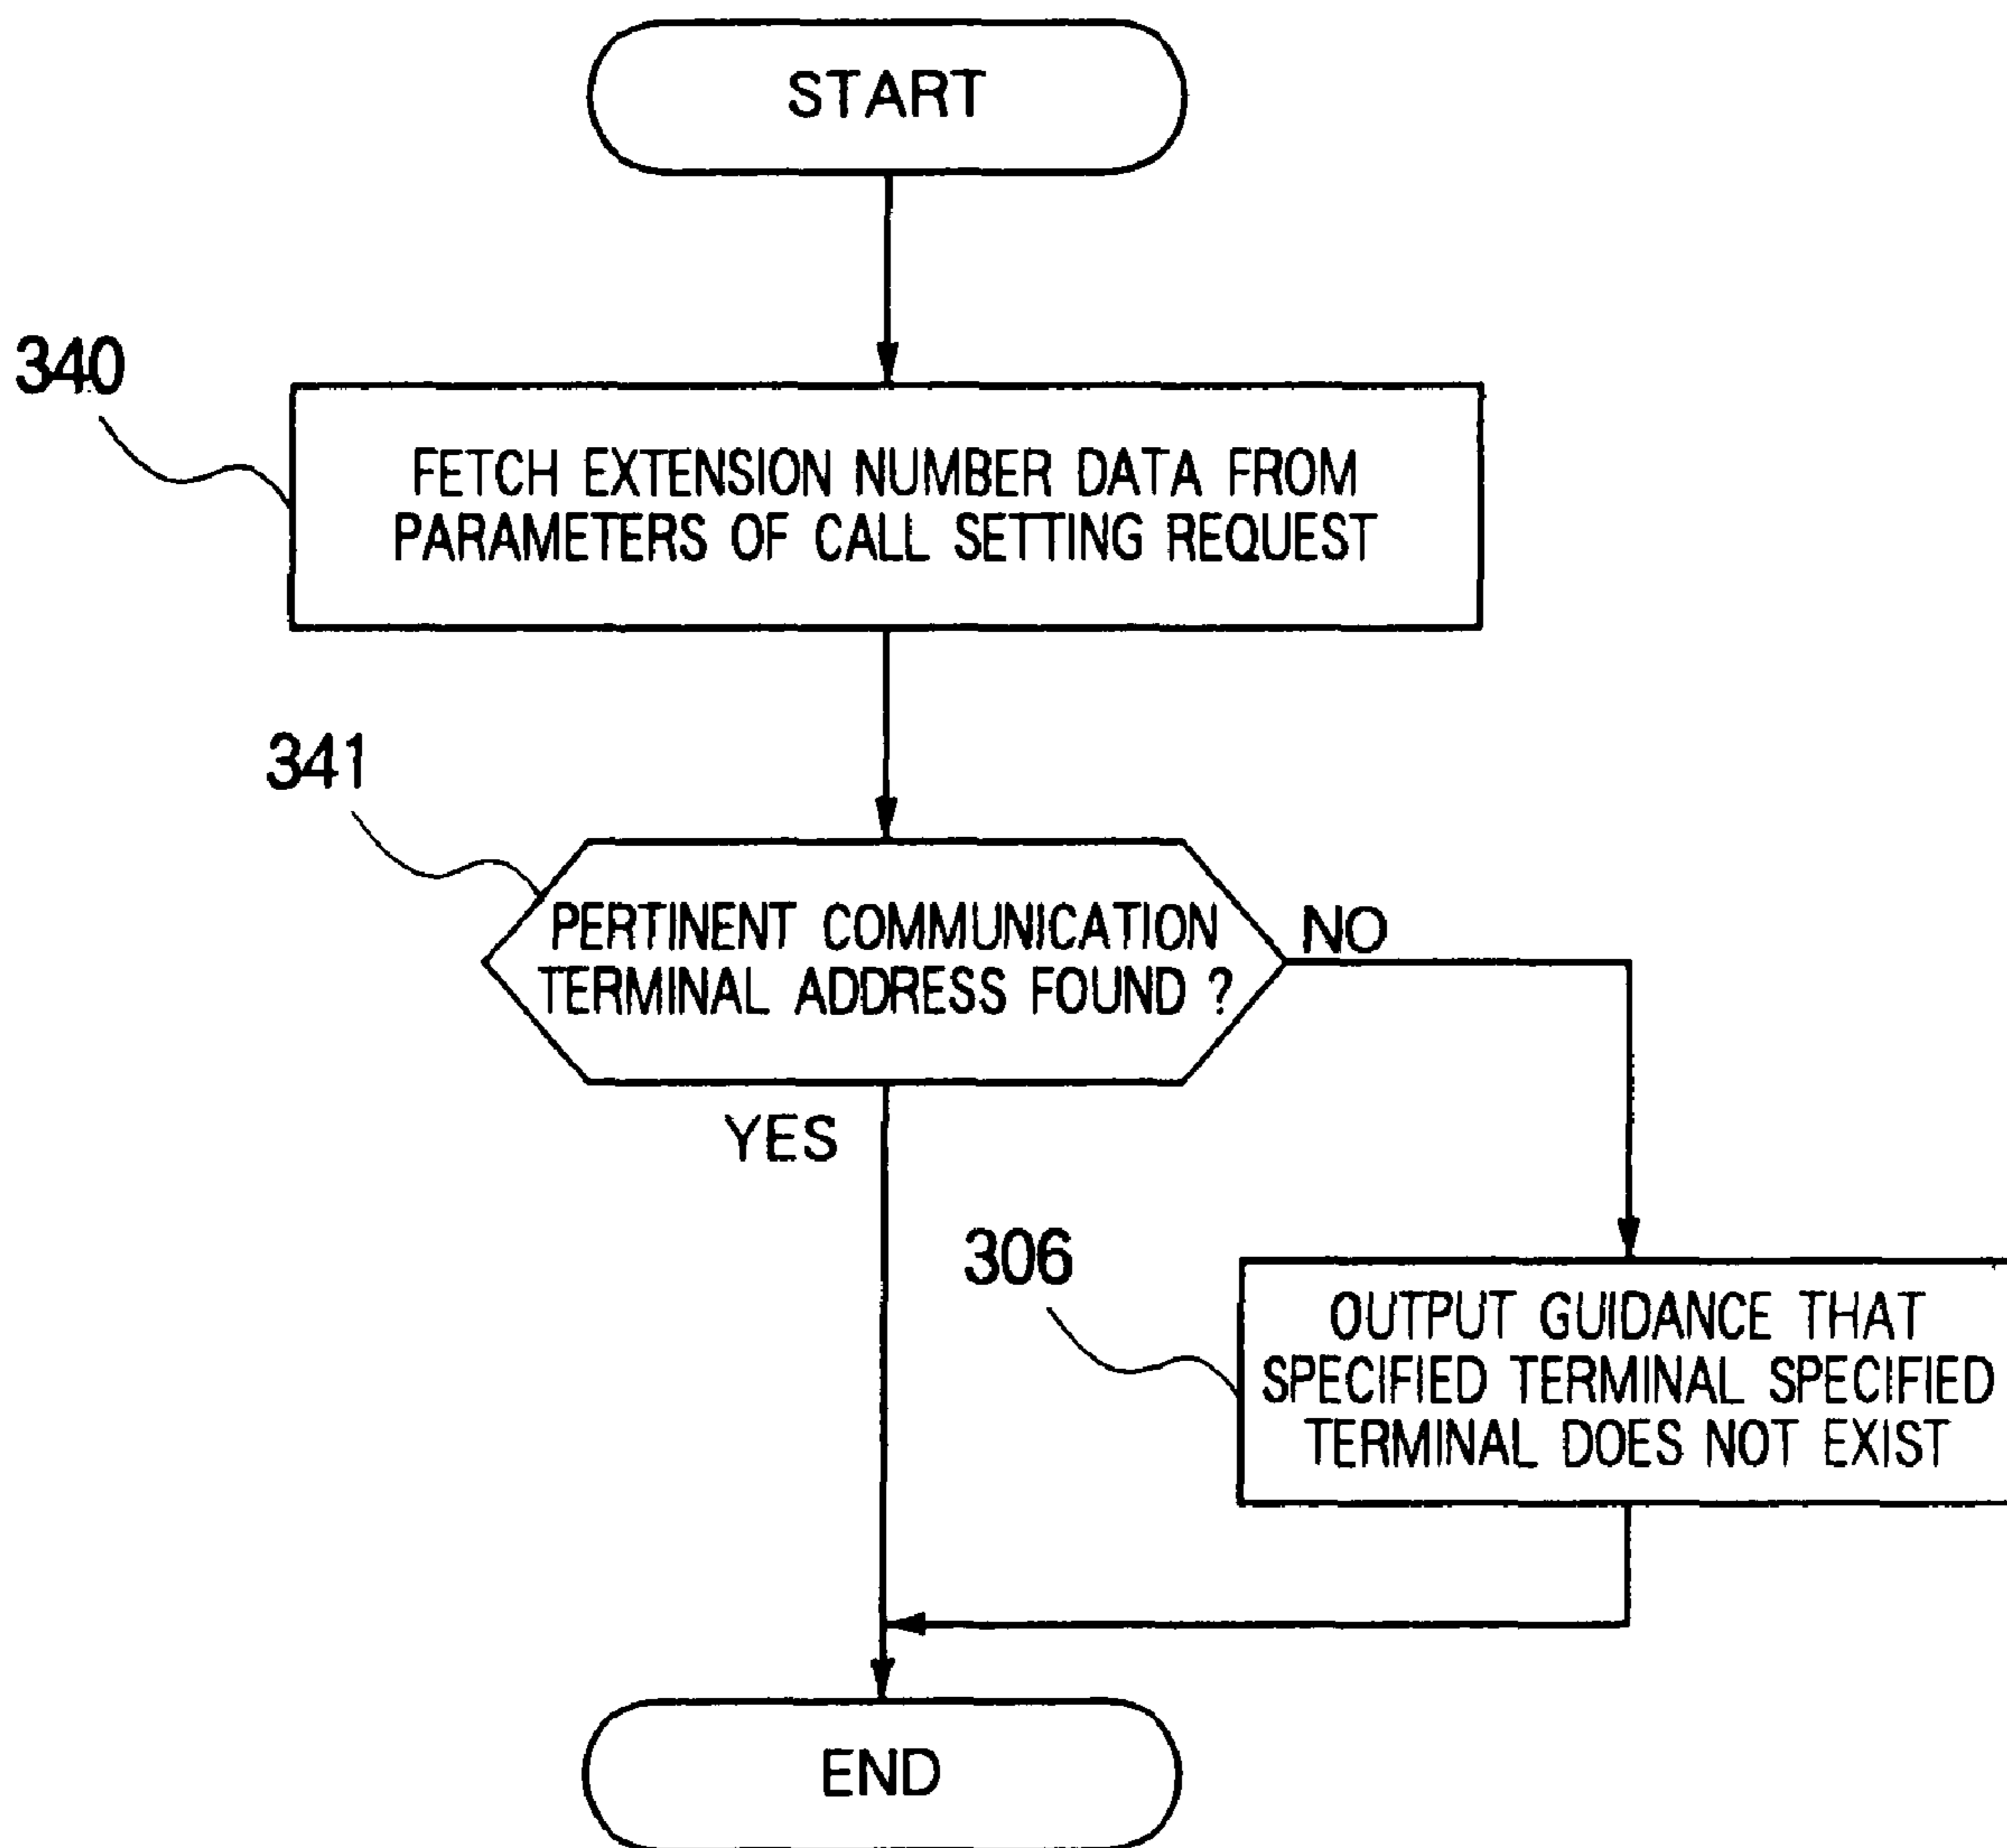 START
340
FETCH EXTENSION NUMBER DATA FROM
PARAMETERS OF CALL SETTING REQUEST
341
PERTINENT COMMUNICATION
TERMINAL ADDRESS FOUND ?
NO
YES
306
OUTPUT GUIDANCE THAT
SPECIFIED TERMINAL SPECIFIED
TERMINAL DOES NOT EXIST
END